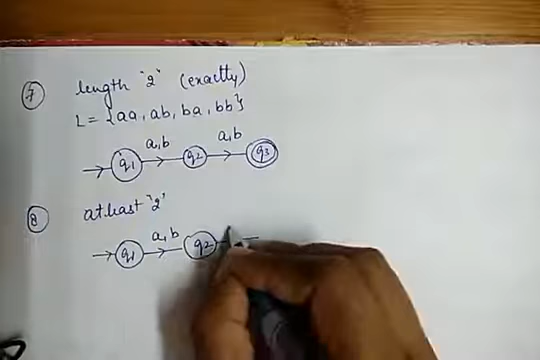 7 length "2" (exactly)
L = {aa, ab, ba, bb}
a,b a,b
q1 q2 q3
8 atleast "2"
a,b
q1 q2